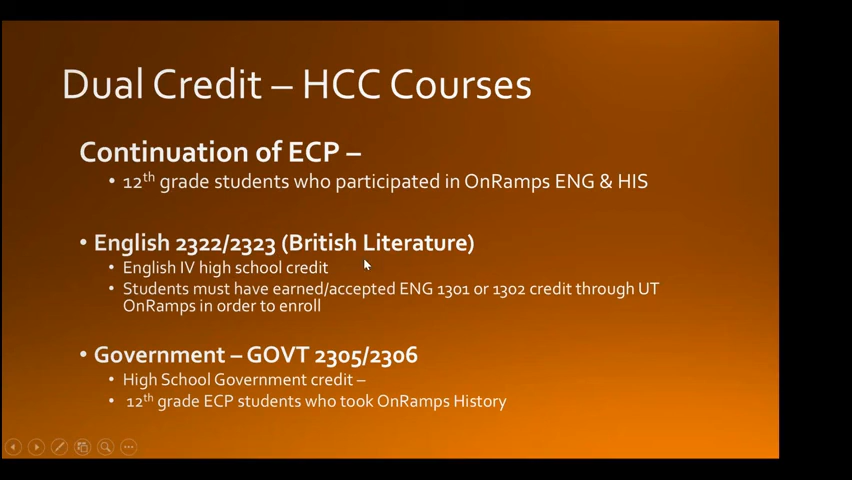 Dual Credit – HCC Courses
Continuation of ECP –
• 12th grade students who participated in OnRamps ENG & HIS
• English 2322/2323 (British Literature)
• English IV high school credit
• Students must have earned/accepted ENG 1301 or 1302 credit through UT
OnRamps in order to enroll
• Government – GOVT 2305/2306
• High School Government credit –
• 12th grade ECP students who took OnRamps History